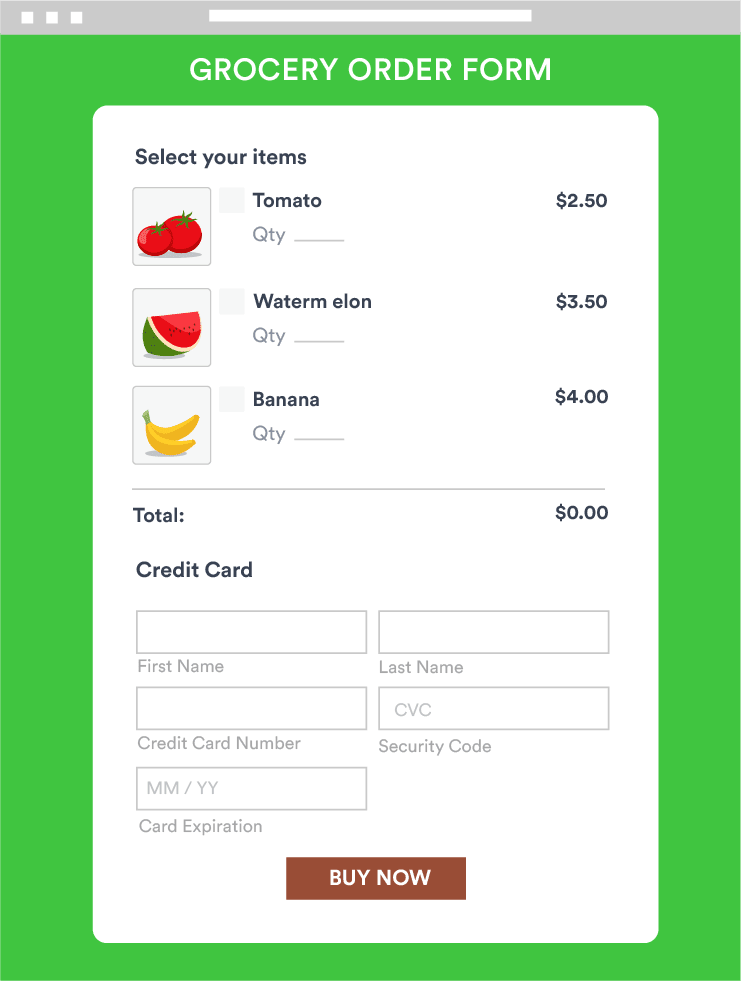 GROCERY ORDER FORM
Select your items
Tomato $2.50
Qty
Waterm elon $3.50
Qty
Banana $4.00
Qty
Total: $0.00
Credit Card
First Name Last Name
CVC
Credit Card Number Security Code
MM / YY
Card Expiration
BUY NOW